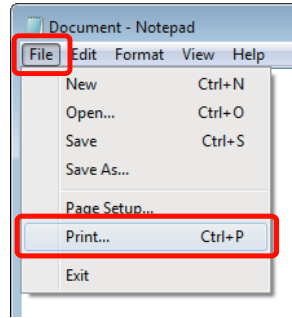 Document - Notepad
File Edit Format View Help
New Ctrl+N
Open... Ctrl+O
Save Ctrl+S
Save As...
Page Setup...
Print... Ctrl+P
Exit